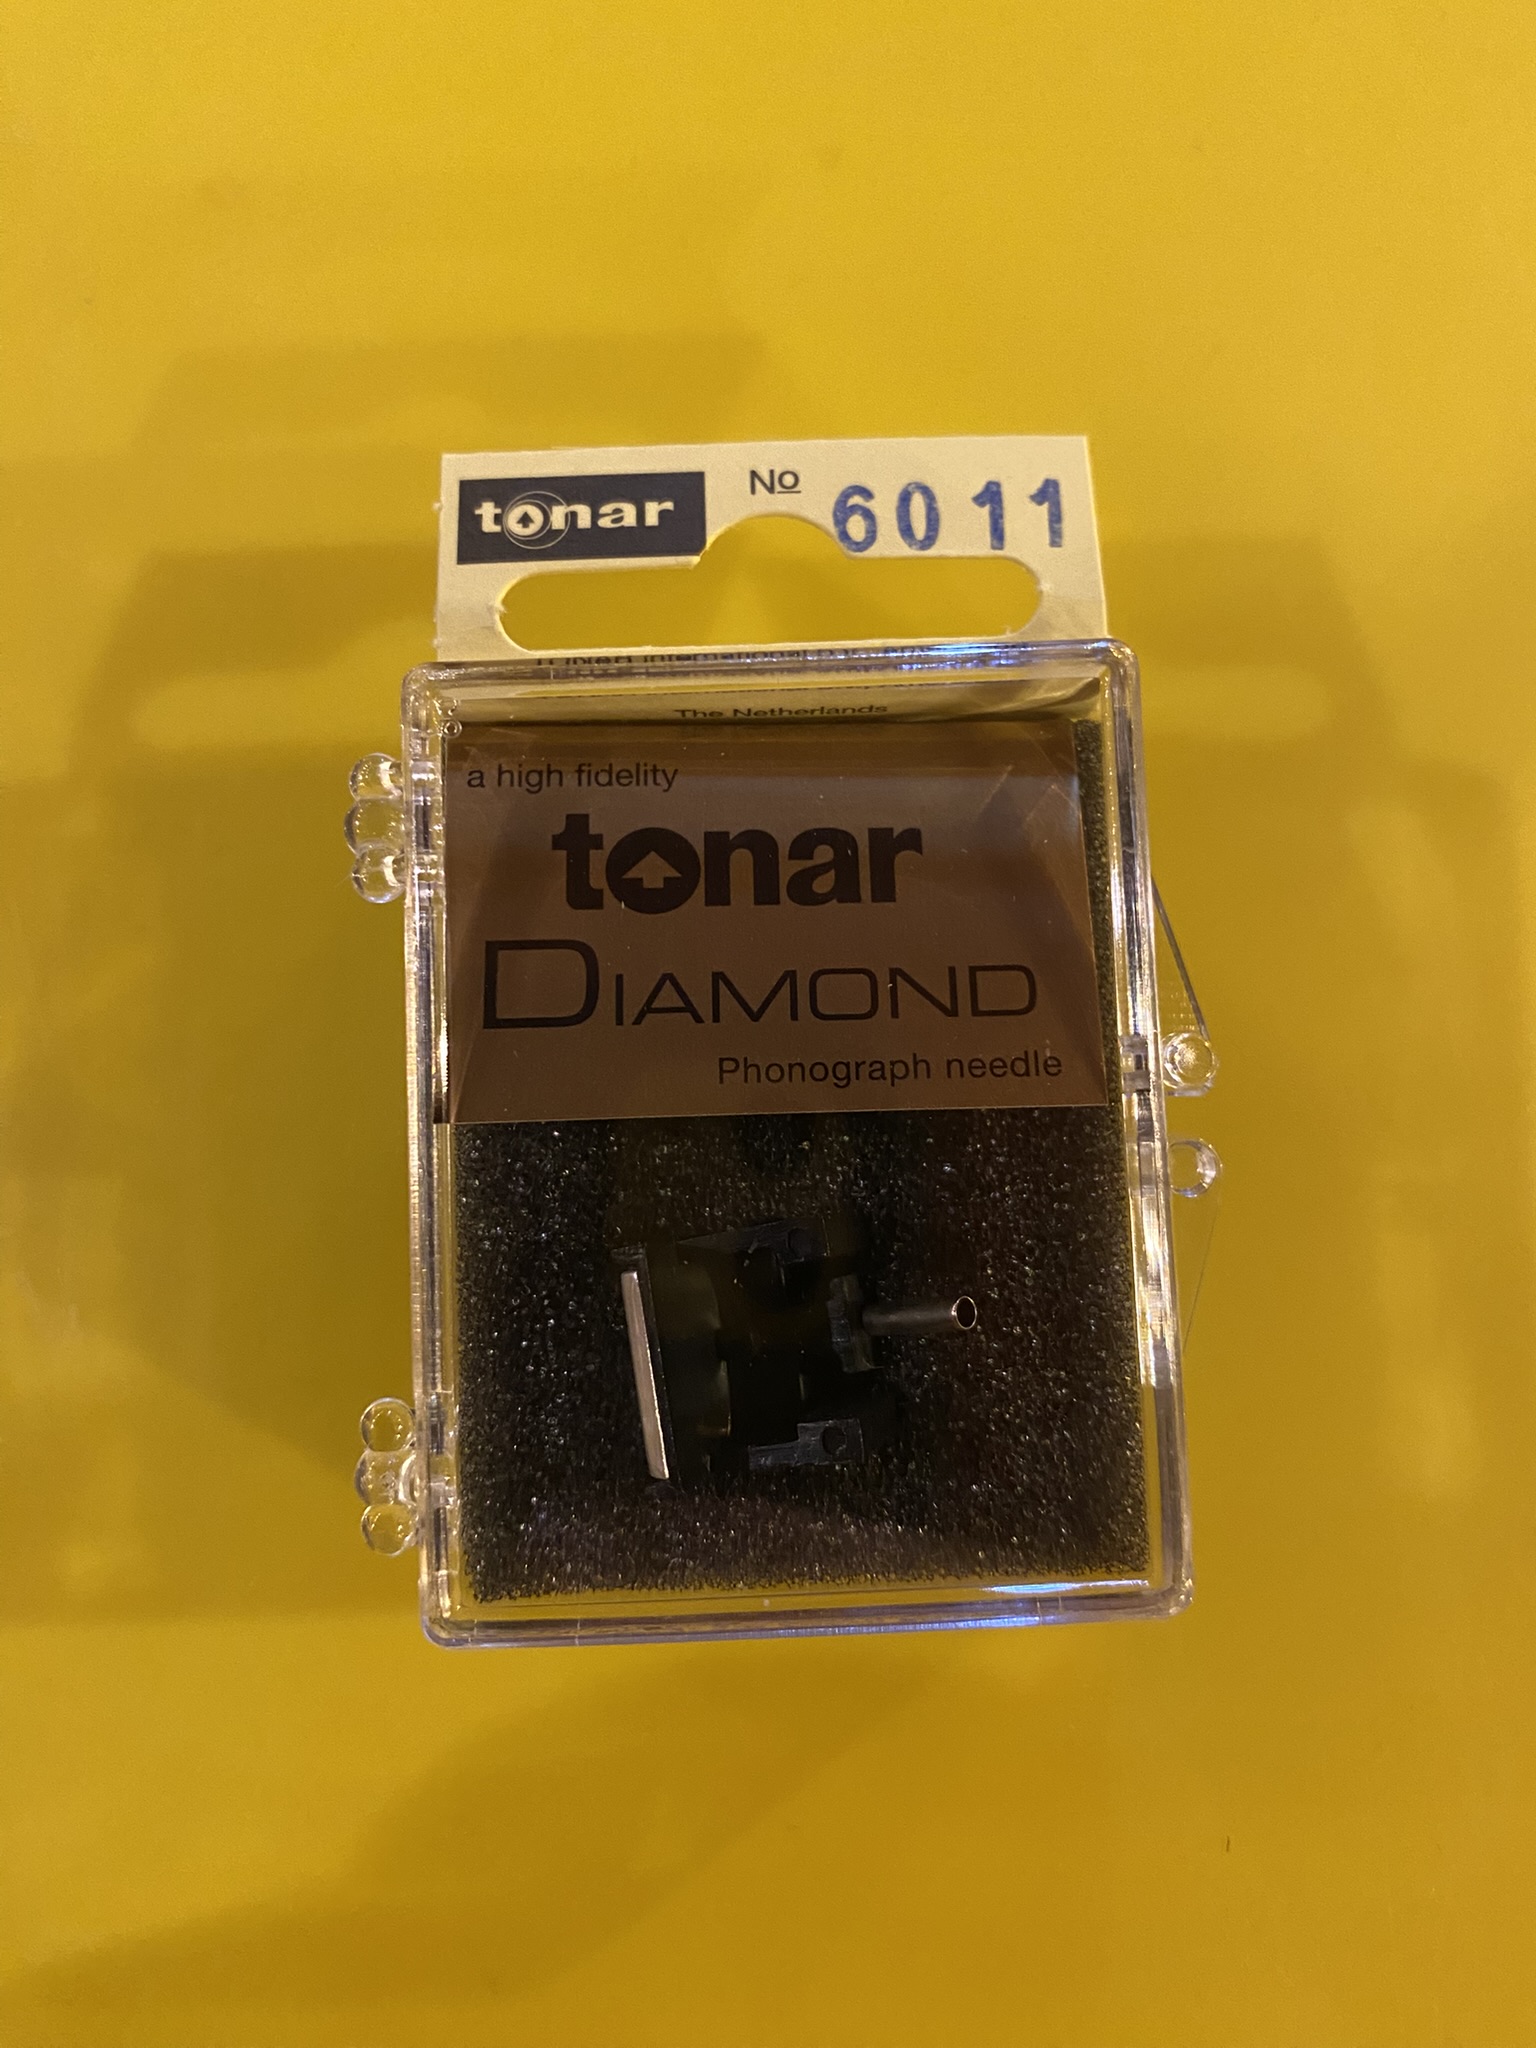 tonar
No 6011
The Netherlands
a high fidelity
tonar
DIAMOND
Phonograph needle